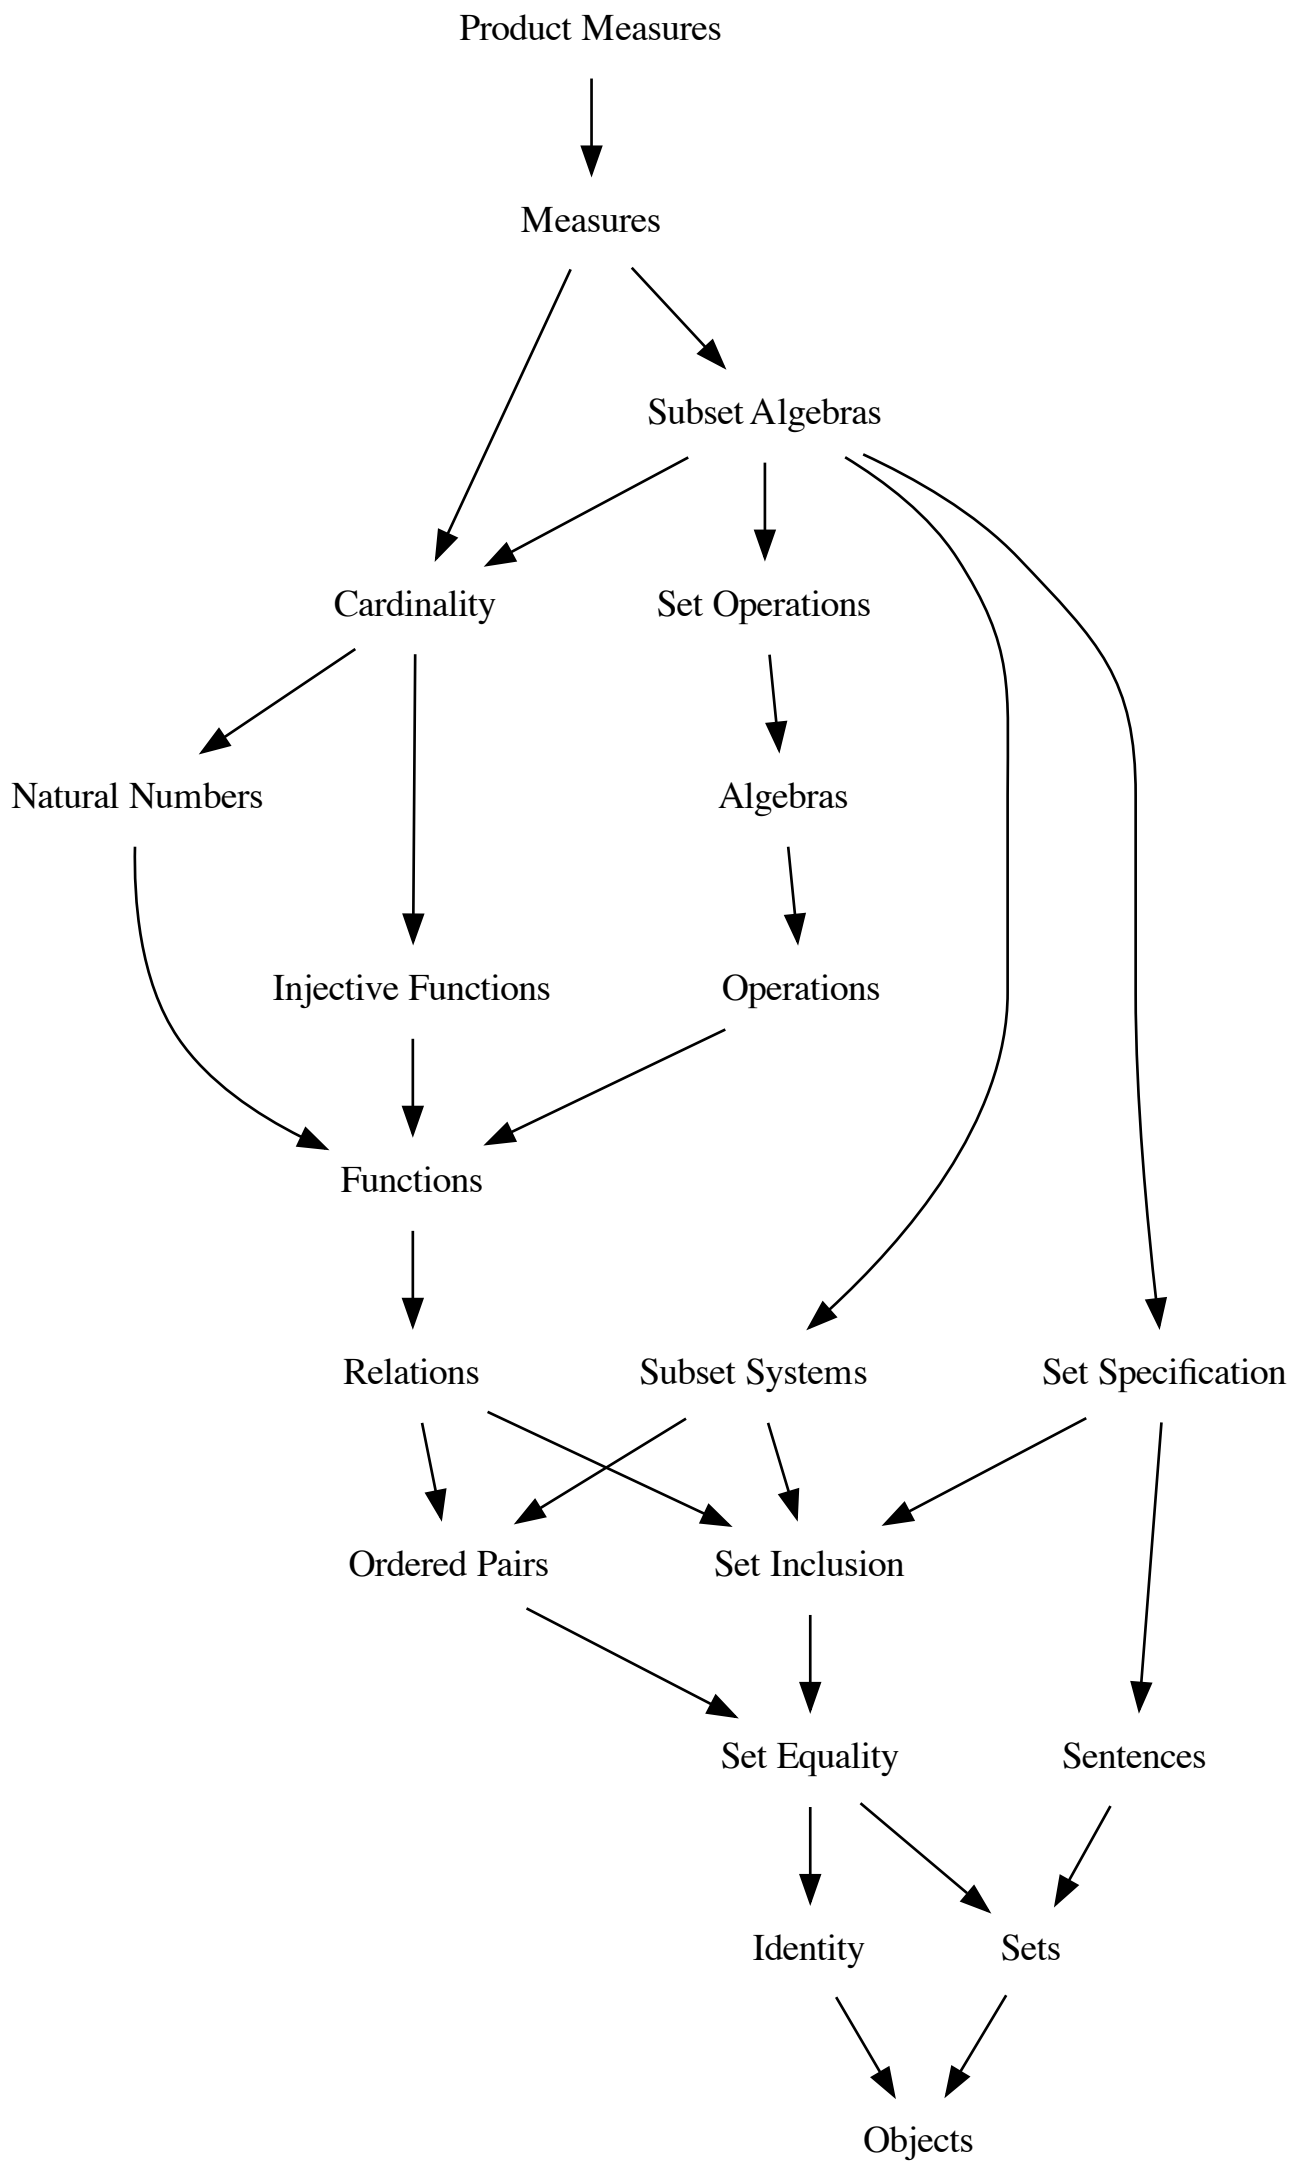 Product Measures
Measures
Subset Algebras
Cardinality
Set Operations
Natural Numbers
Algebras
Injective Functions
Operations
Functions
Relations
Subset Systems
Set Specification
Ordered Pairs
Set Inclusion
Set Equality
Sentences
Identity
Sets
Objects